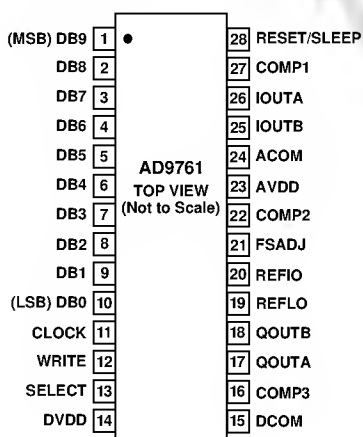 (MSB) DB9 1 28 RESET/SLEEP
DB8 2 27 COMP1
DB7 3 26 IOUTA
DB6 4 25 IOUTB
DB5 5 24 ACOM
DB4 6 AD9761 23 AVDD
DB3 7 TOP VIEW 22 COMP2
(Not to Scale)
DB2 8 21 FSADJ
DB1 9 20 REFIO
(LSB) DB0 10 19 REFLO
CLOCK 11 18 QOUTB
WRITE 12 17 QOUTA
SELECT 13 16 COMP3
DVDD 14 15 DCOM